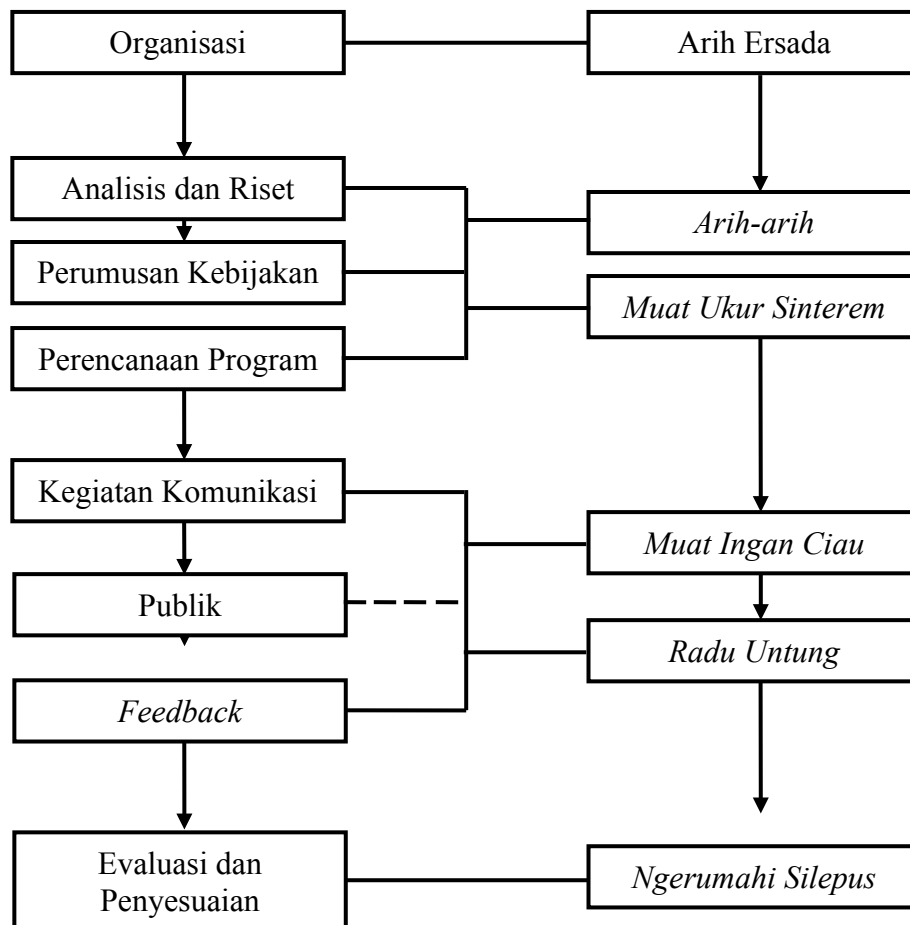 Organisasi
Arih Ersada
Analisis dan Riset
Arih-arih
Perumusan Kebijakan
Muat Ukur Sinterem
Perencanaan Program
Kegiatan Komunikasi
Muat Ingan Ciau
Publik
Radu Untung
Feedback
Evaluasi dan
Penyesuaian
Ngerumahi Silepus